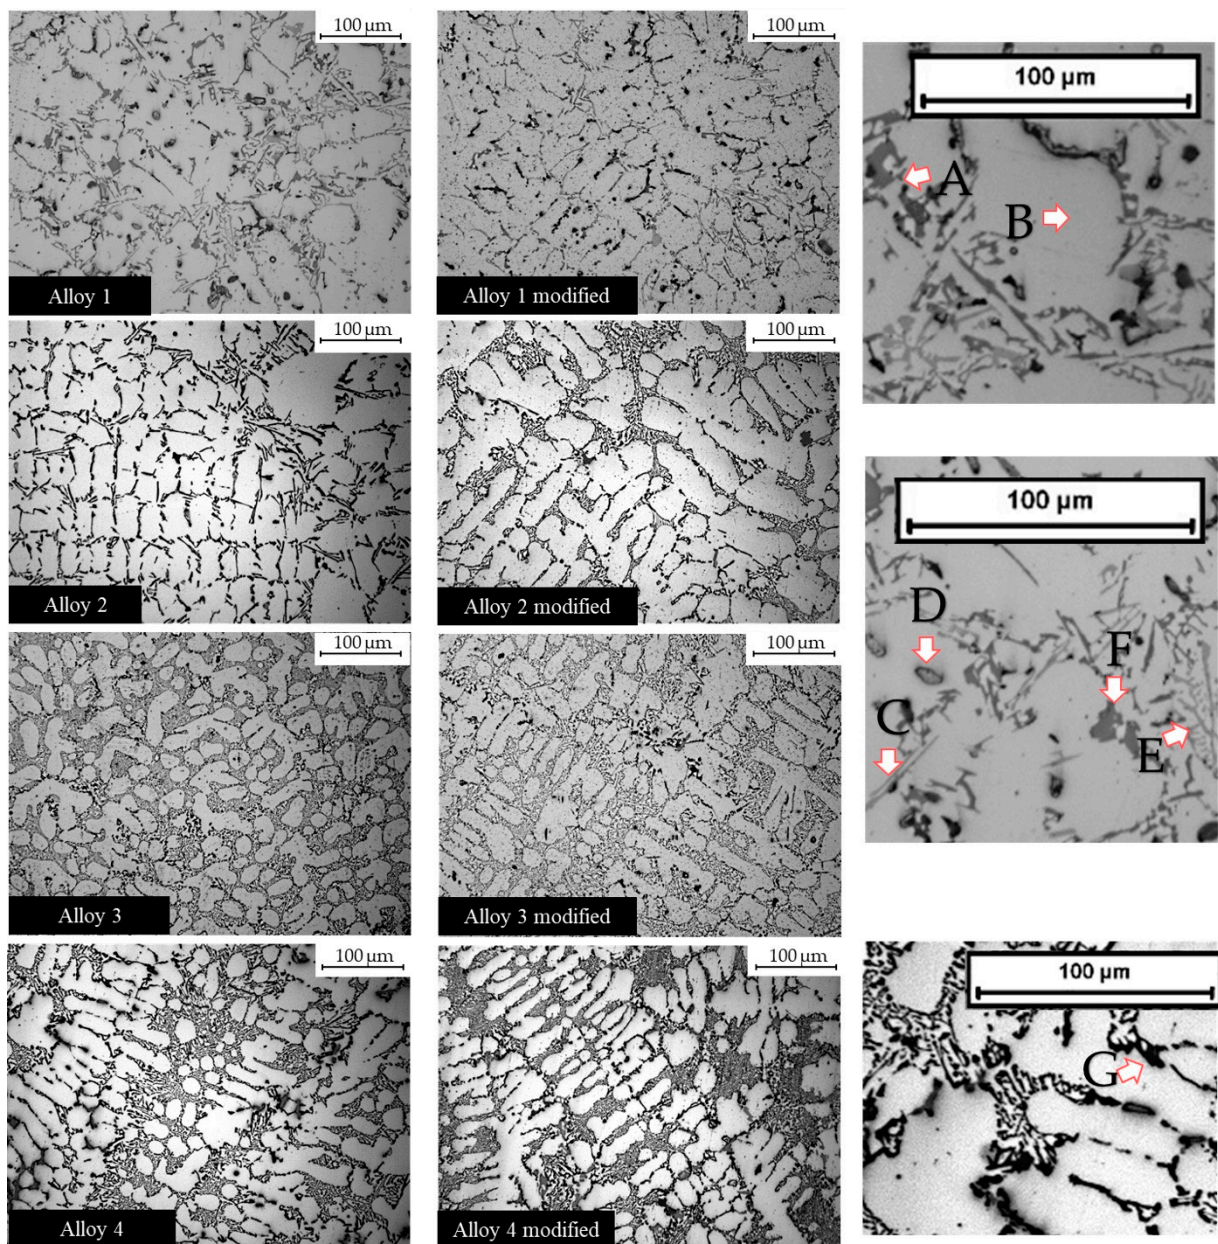 100 µm
100 µm
100 µm
A
B
Alloy 1
Alloy 1 modified
100 µm
100 µm
100 µm
D
F
C
E
Alloy 2
Alloy 2 modified
100 µm
100 µm
Alloy 3
Alloy 3 modified
100 µm
100 µm
100 µm
G
Alloy 4
Alloy 4 modified